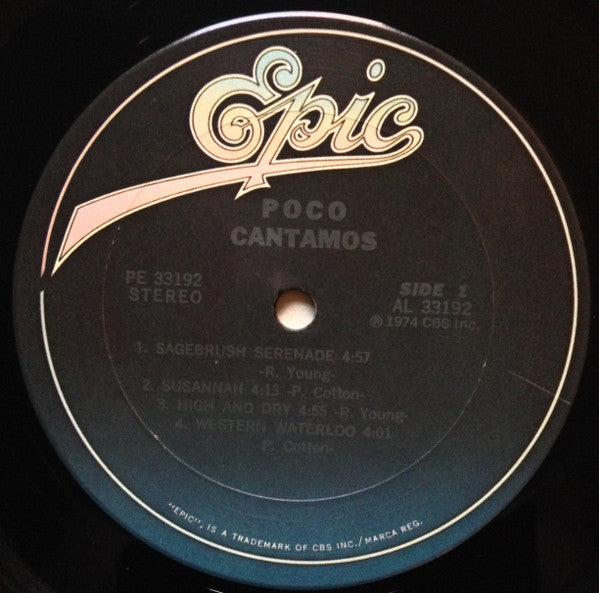 Epic
POCO
CANTAMOS
PE 33192
STEREO
SIDE 1
AL 33192
℗ 1974 CBS Inc.
1. SAGEBRUSH SERENADE 4:57
-R. Young-
2. SUSANNAH 4:13 -P. Cotton-
3. HIGH AND DRY 4:55 -R. Young-
4. WESTERN WATERLOO 4:01
-P. Cotton-
"EPIC", IS A TRADEMARK OF CBS INC./MARCA REG.